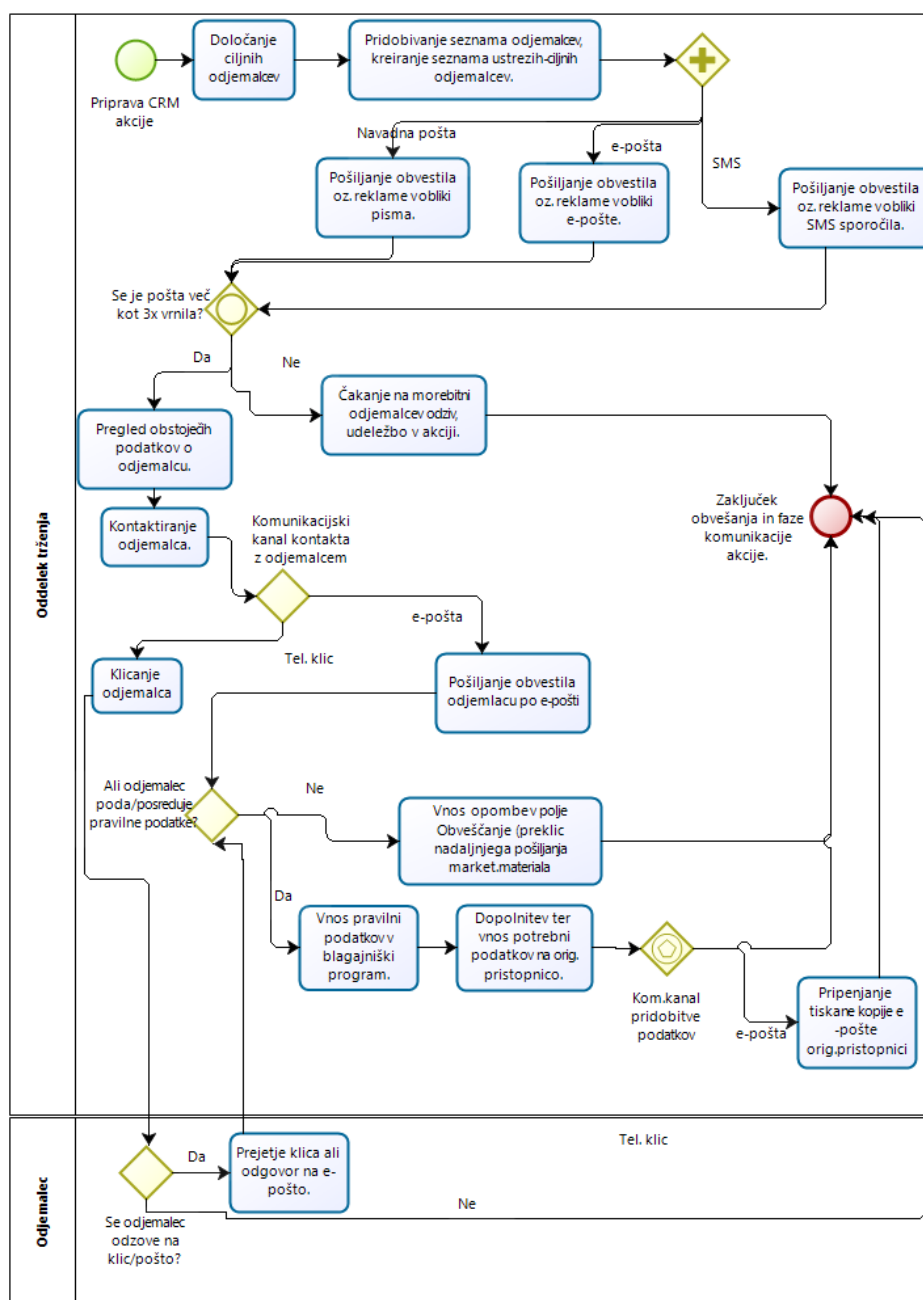 Oddelek trženja
Priprava CRM
akcije
Določanje
ciljnih
odjemalcev
Pridobivanje seznama odjemalcev,
kreiranje seznama ustrezih-ciljnih
odjemalcev.
Navadna pošta
e-pošta
SMS
Pošiljanje obvestila
oz. reklame v obliki
pisma.
Pošiljanje obvestila
oz. reklame v obliki
e-pošte.
Pošiljanje obvestila
oz. reklame v obliki
SMS sporočila.
Se je pošta več
kot 3x vrnila?
Da
Ne
Čakanje na morebitni
odjemalcev odziv,
udeležbo v akciji.
Pregled obstoječih
podatkov o
odjemalcu.
Kontaktiranje
odjemalca.
Komunikacijski
kanal kontakta
z odjemalcem
Zaključek
obvešanja in faze
komunikacije
akcije.
e-pošta
Tel. klic
Klicanje
odjemalca
Pošiljanje obvestila
odjemlacu po e-pošti
Ali odjemalec
poda/posreduje
pravilne podatke?
Ne
Vnos opombe v polje
Obveščanje (preklic
nadaljnjega pošiljanja
market.materiala
Da
Vnos pravilni
podatkov v
blagajniški
program.
Dopolnitev ter
vnos potrebni
podatkov na orig.
pristopnico.
Kom.kanal
pridobitve
podatkov
e-pošta
Pripenjanje
tiskane kopije e
-pošte
orig.pristopnici
Odjemalec
Tel. klic
Da
Prejetje klica ali
odgovor na e-
pošto.
Ne
Se odjemalec
odzove na
klic/pošto?